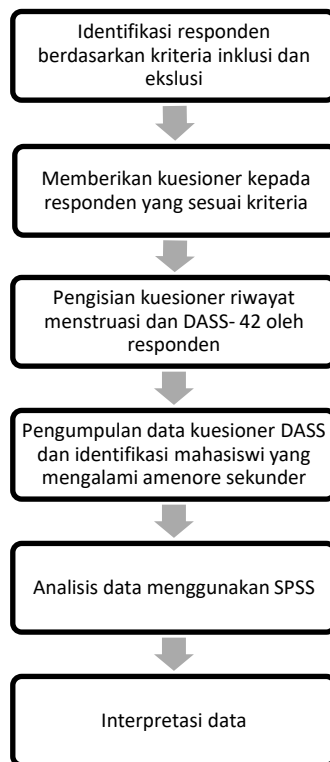 Identifikasi responden
berdasarkan kriteria inklusi dan
ekslusi
Memberikan kuesioner kepada
responden yang sesuai kriteria
Pengisian kuesioner riwayat
menstruasi dan DASS- 42 oleh
responden
Pengumpulan data kuesioner DASS
dan identifikasi mahasiswi yang
mengalami amenore sekunder
Analisis data menggunakan SPSS
Interpretasi data